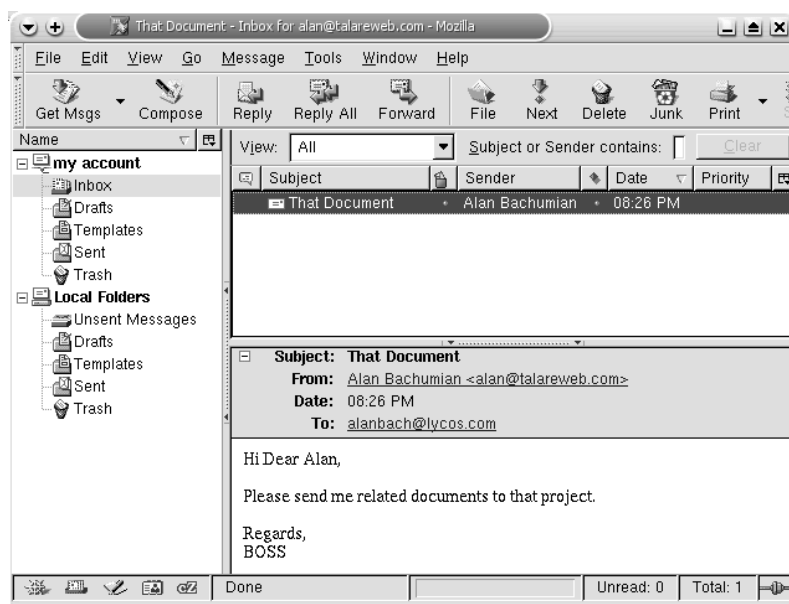 That Document - Inbox for alan@talareweb.com - Mozilla
File Edit View Go Message Tools Window Help
Get Msgs Compose Reply Reply All Forward File Next Delete Junk Print
Name
View: All Subject or Sender contains: Clear
my account
Subject Sender Date Priority
Inbox
That Document Alan Bachumian 08:26 PM
Drafts
Templates
Sent
Trash
Local Folders
Unsent Messages
Drafts
Templates
Sent
Trash
Subject: That Document
From: Alan Bachumian <alan@talareweb.com>
Date: 08:26 PM
To: alanbach@lycos.com
Hi Dear Alan,
Please send me related documents to that project.
Regards,
BOSS
Done Unread: 0 Total: 1